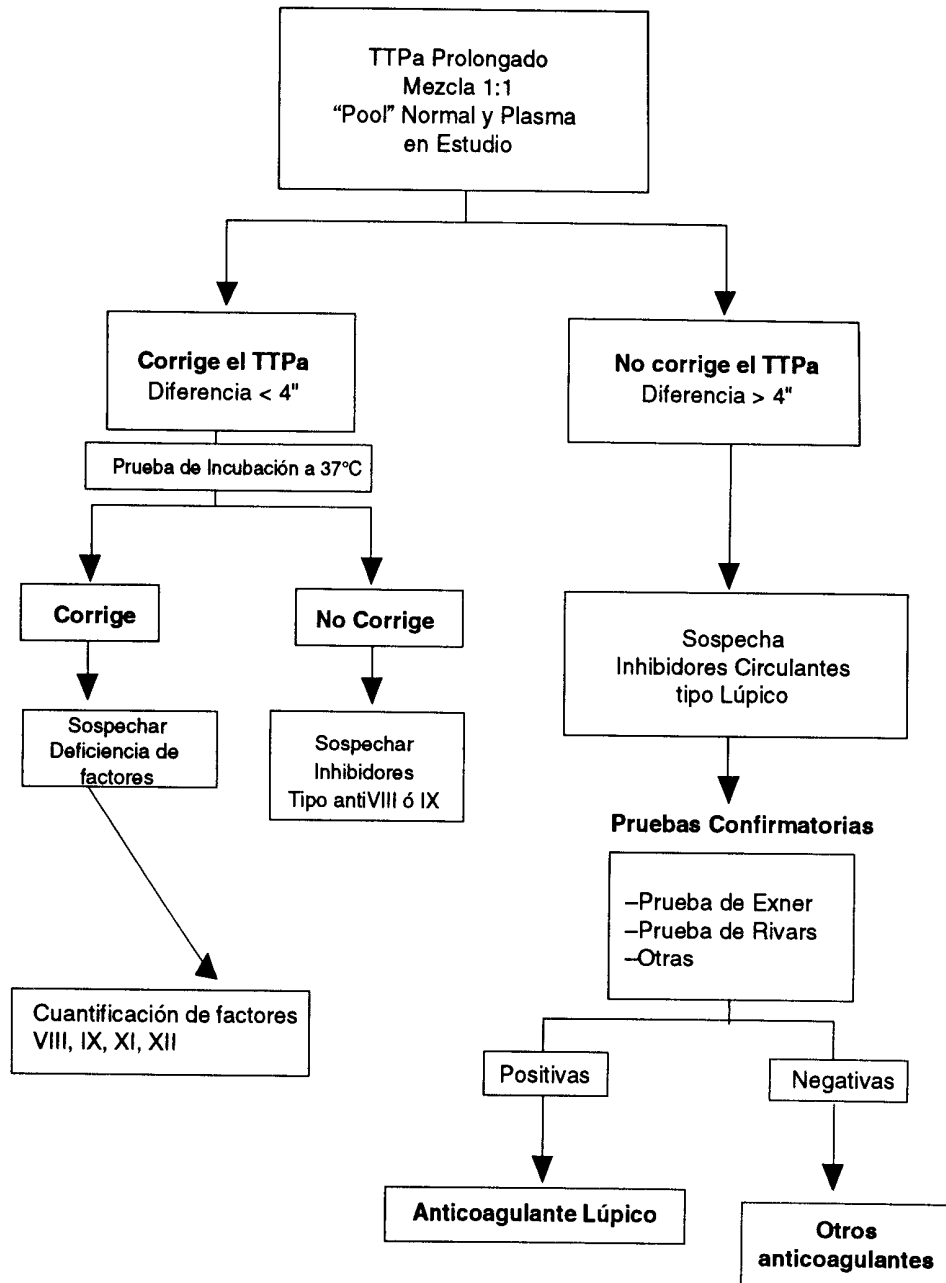 TTPa Prolongado
Mezcla 1:1
“Pool” Normal y Plasma
en Estudio
Corrige el TTPa
Diferencia < 4"
No corrige el TTPa
Diferencia > 4"
Prueba de Incubación a 37°C
Corrige
No Corrige
Sospechar
Deficiencia de
factores
Sospechar
Inhibidores
Tipo antiVIII ó IX
Sospecha
Inhibidores Circulantes
tipo Lúpico
Pruebas Confirmatorias
–Prueba de Exner
–Prueba de Rivars
–Otras
Cuantificación de factores
VIII, IX, XI, XII
Positivas
Negativas
Anticoagulante Lúpico
Otros
anticoagulantes